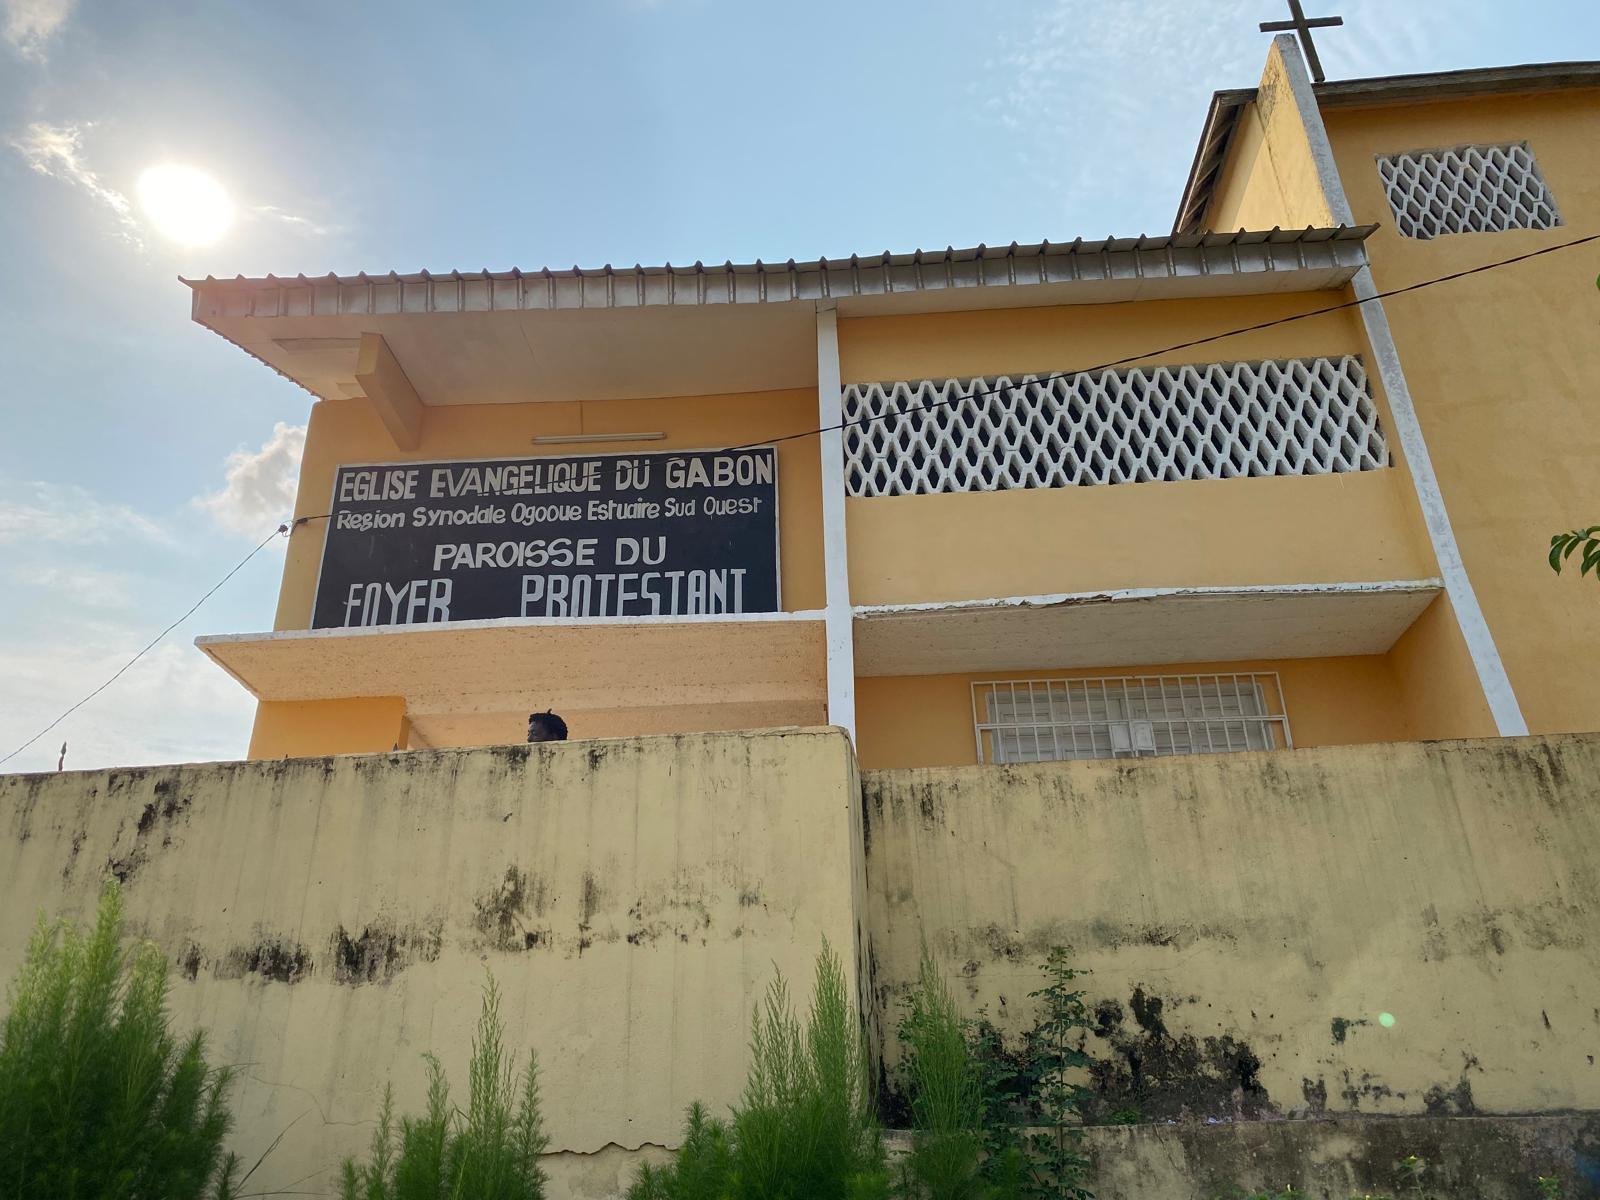 EGLISE EVANGELIQUE DU GABON
Region Synodale Ogooue Estuaire Sud Ouest
PAROISSE DU
FOYER PROTESTANT